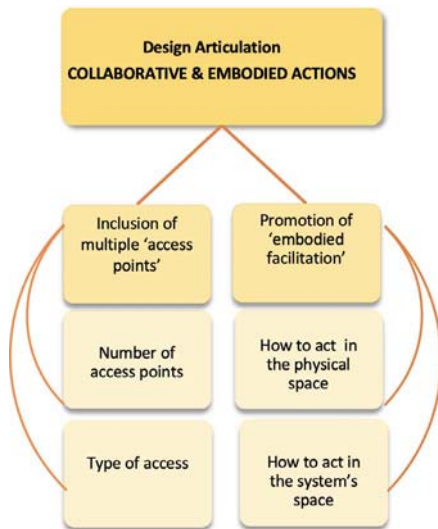 Design Articulation
COLLABORATIVE & EMBODIED ACTIONS
Inclusion of
multiple ‘access
points’
Number of
access points
Type of access
Promotion of
‘embodied
facilitation’
How to act in
the physical
space
How to act in
the system’s
space